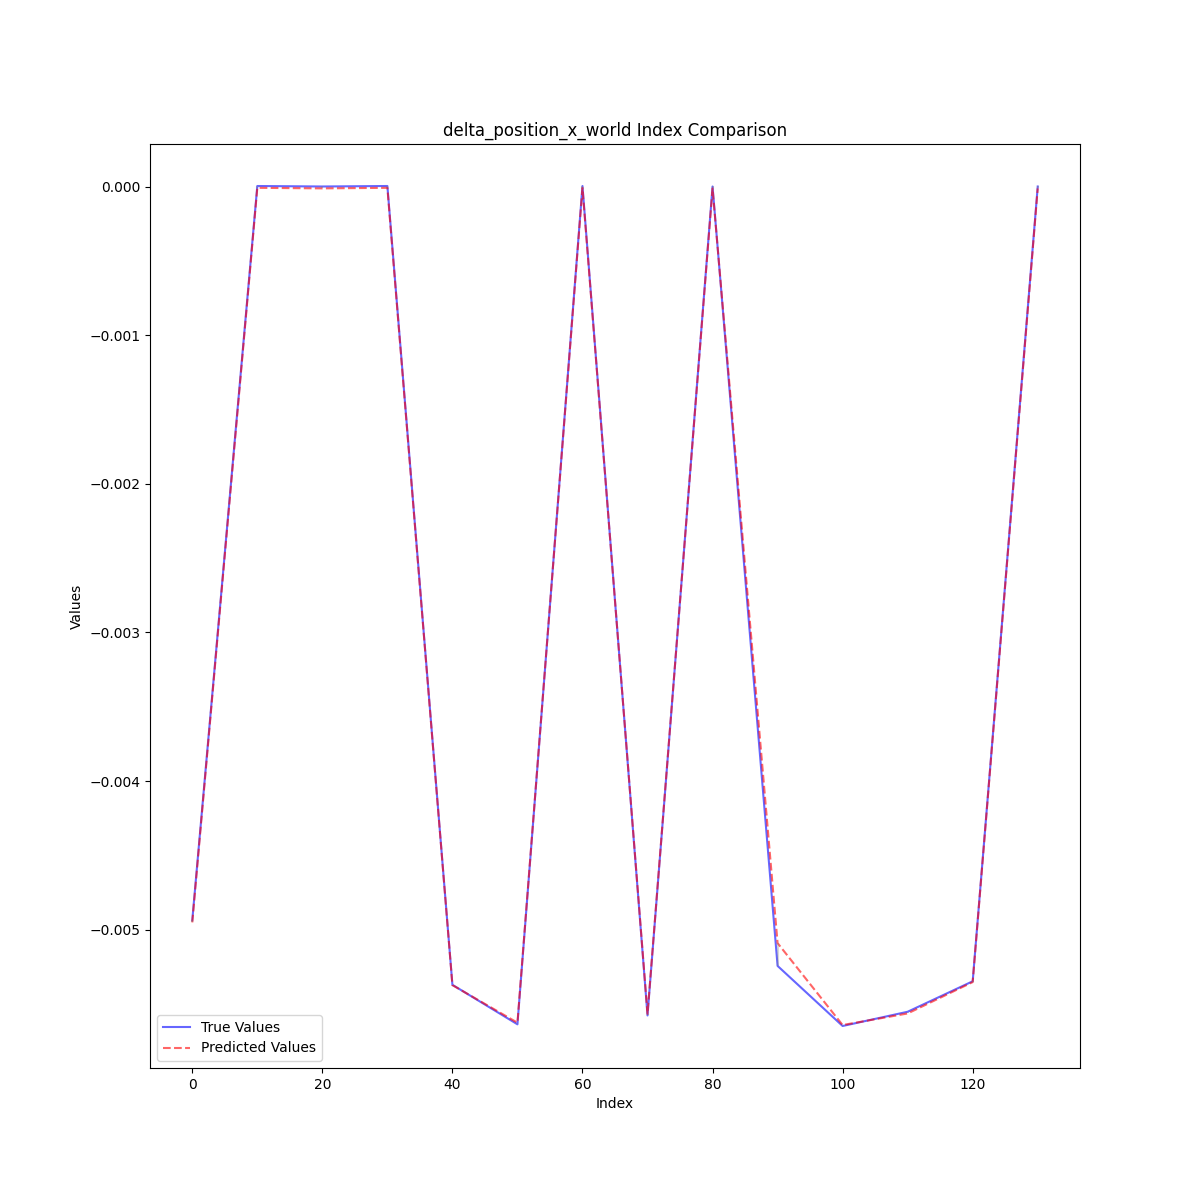 delta_position_x_world Index Comparison
0.000
−0.001
−0.002
−0.003
−0.004
−0.005
Values
True Values
Predicted Values
0 20 40 60 80 100 120
Index